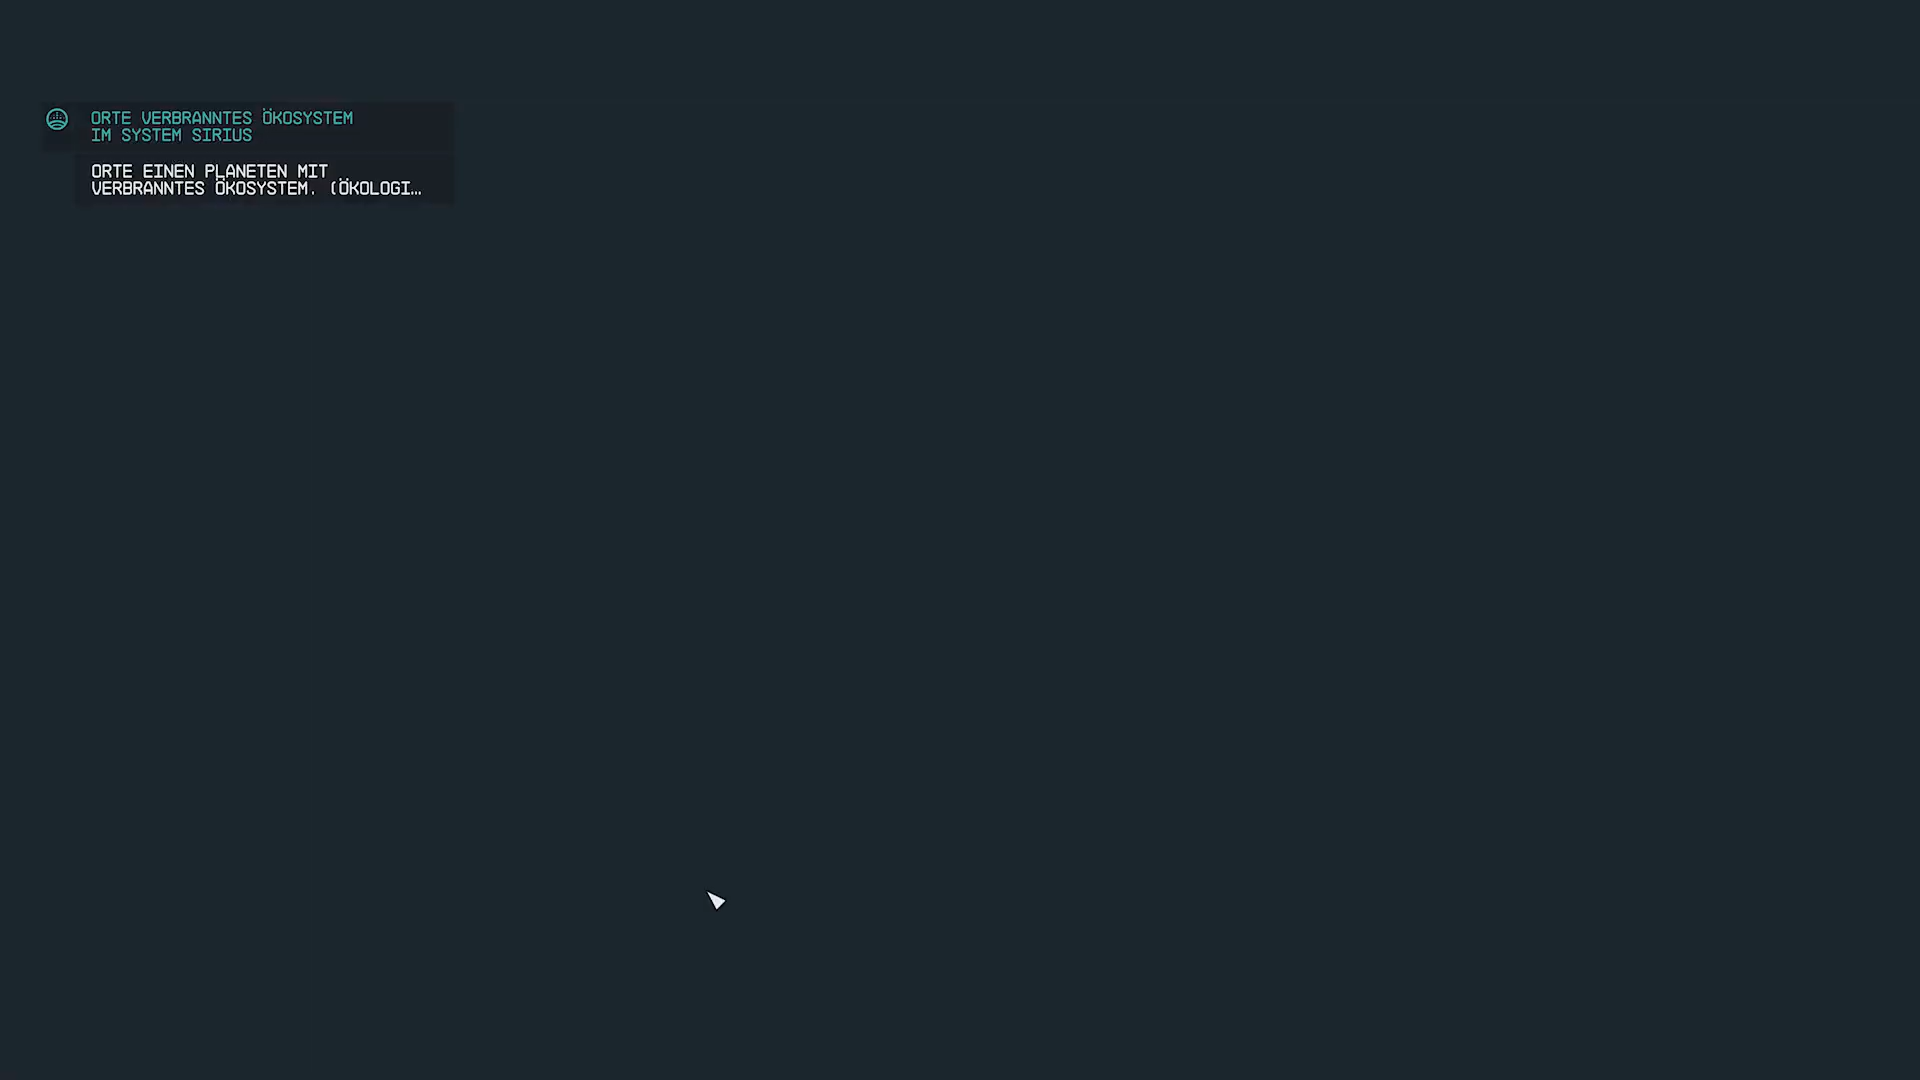 ORTE VERBRANNTES ÖKOSYSTEM
IM SYSTEM SIRIUS
ORTE EINEN PLANETEN MIT
VERBRANNTES ÖKOSYSTEM. (ÖKOLOGI...